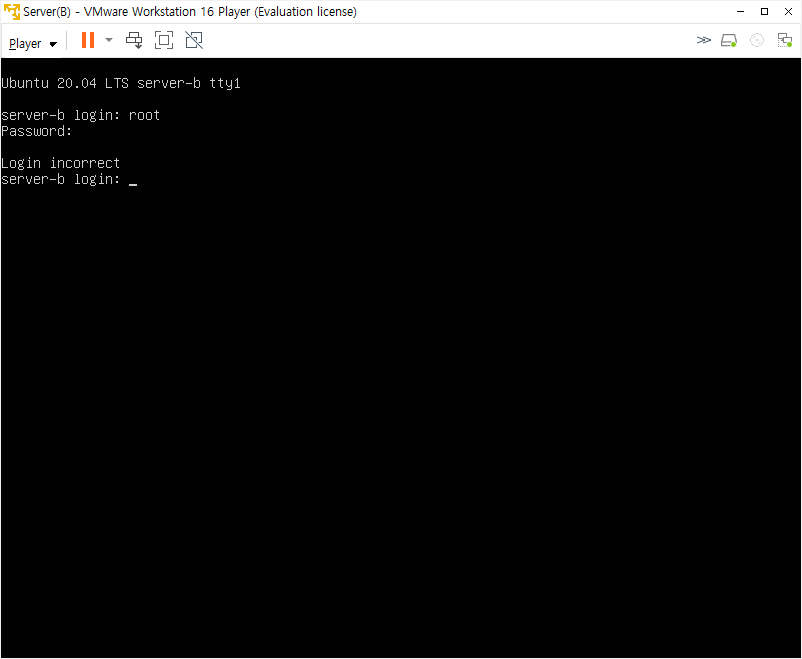 Server(B) - VMware Workstation 16 Player (Evaluation license)
Player
Ubuntu 20.04 LTS server-b tty1
server-b login: root
Password:
Login incorrect
server-b login: _